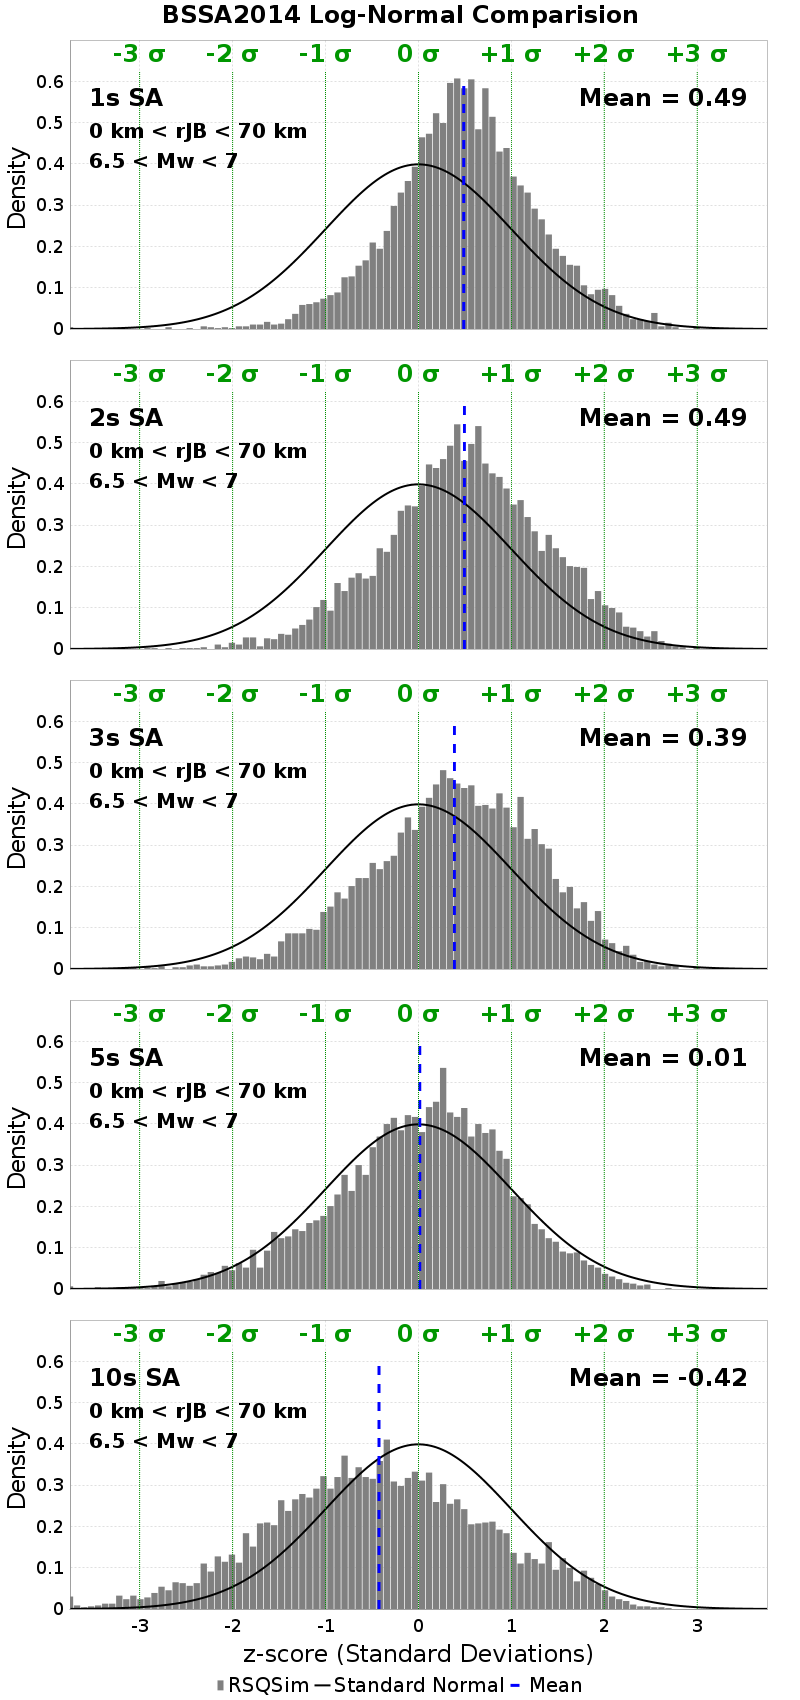 BSSA2014 Log-Normal Comparision
-3 σ -2 σ -1 σ 0 σ +1 σ +2 σ +3 σ
0.6
1s SA Mean = 0.49
0.5
0 km < rJB < 70 km
6.5 < Mw < 7
0.4
0.3
0.2
0.1
0
Density
-3 σ -2 σ -1 σ 0 σ +1 σ +2 σ +3 σ
0.6
2s SA Mean = 0.49
0.5
0 km < rJB < 70 km
6.5 < Mw < 7
0.4
0.3
0.2
0.1
0
Density
-3 σ -2 σ -1 σ 0 σ +1 σ +2 σ +3 σ
0.6
3s SA Mean = 0.39
0.5
0 km < rJB < 70 km
6.5 < Mw < 7
0.4
0.3
0.2
0.1
0
Density
-3 σ -2 σ -1 σ 0 σ +1 σ +2 σ +3 σ
0.6
5s SA Mean = 0.01
0.5
0 km < rJB < 70 km
6.5 < Mw < 7
0.4
0.3
0.2
0.1
0
Density
-3 σ -2 σ -1 σ 0 σ +1 σ +2 σ +3 σ
0.6
10s SA Mean = -0.42
0.5
0 km < rJB < 70 km
6.5 < Mw < 7
0.4
0.3
0.2
0.1
0
Density
-3 -2 -1 0 1 2 3
z-score (Standard Deviations)
RSQSim Standard Normal Mean